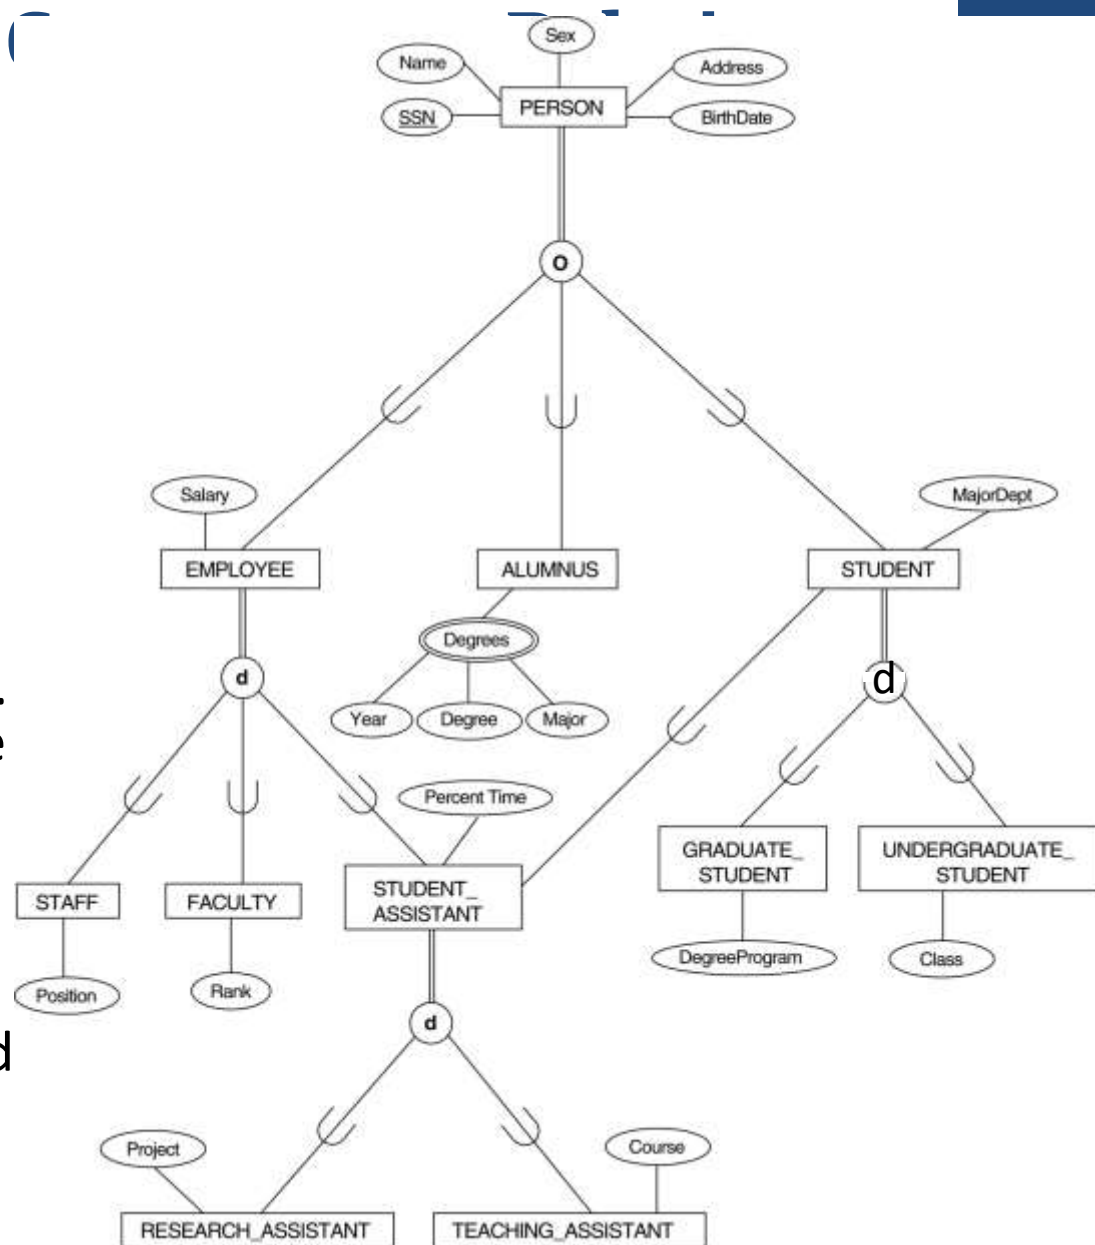 Sex
Name
Address
PERSON
SSN
BirthDate
O
Salary
MajorDept
EMPLOYEE
ALUMNUS
STUDENT
Degrees
d
d
Year
Degree
Major
Percent Time
GRADUATE_
STUDENT
UNDERGRADUATE_
STUDENT
STAFF
FACULTY
STUDENT_
ASSISTANT
DegreeProgram
Class
Position
Rank
d
Project
Course
RESEARCH_ASSISTANT
TEACHING_ASSISTANT